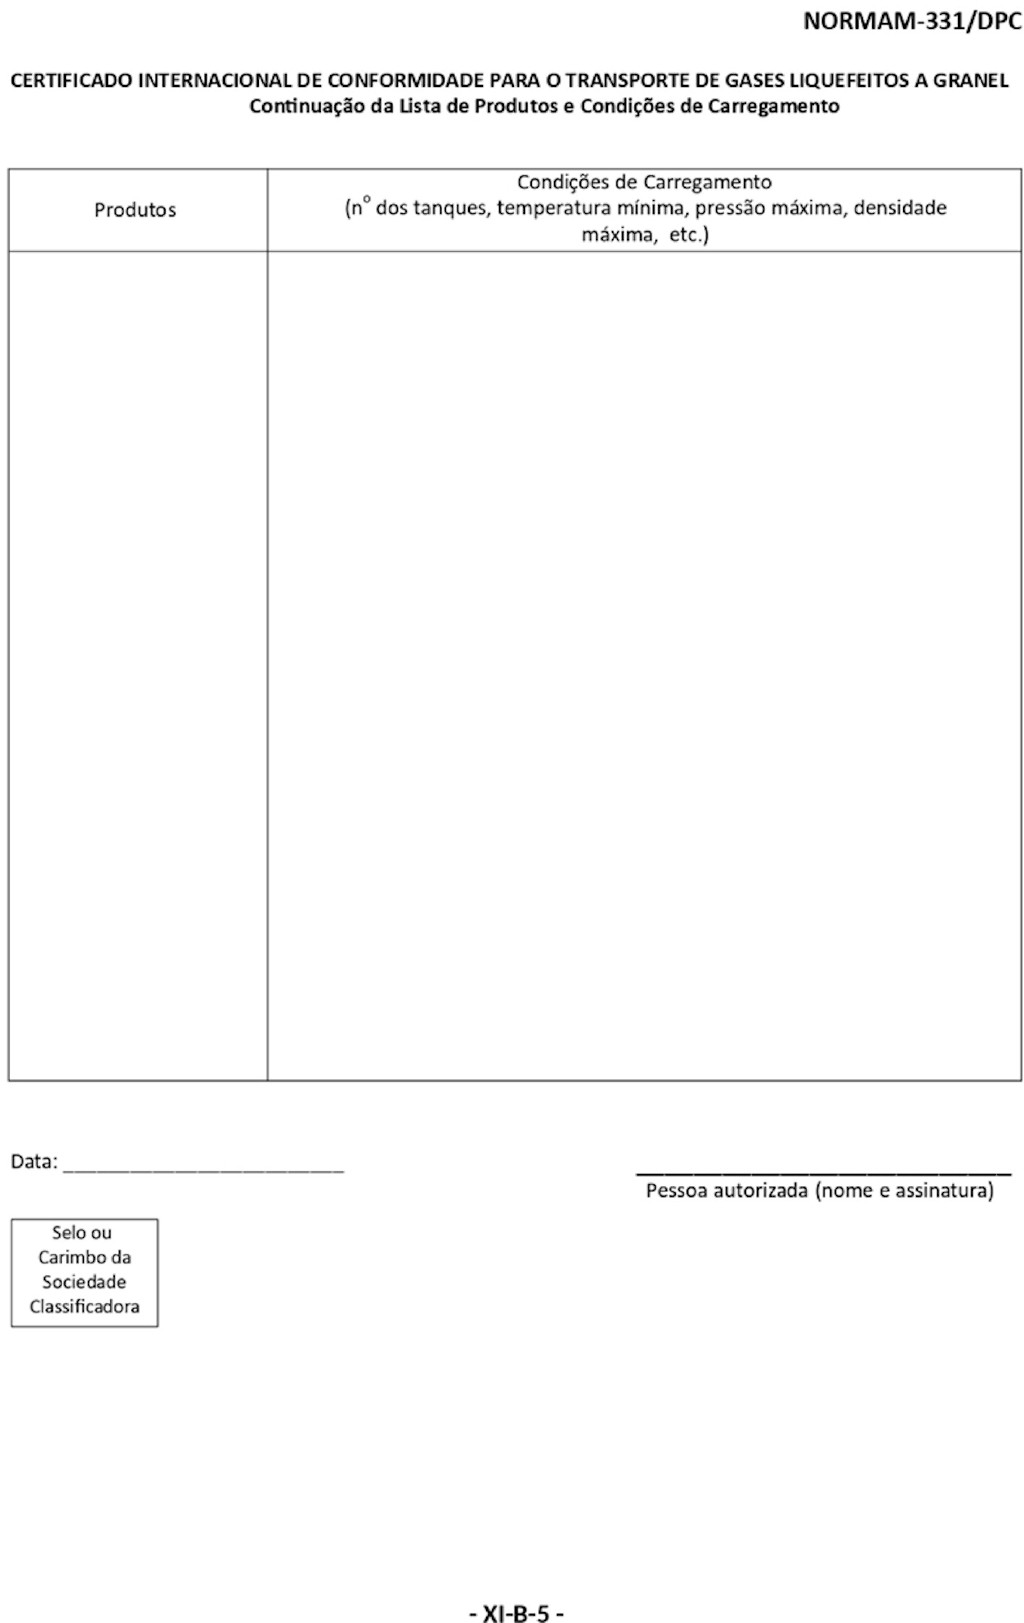 NORMAM-331/DPC
CERTIFICADO INTERNACIONAL DE CONFORMIDADE PARA O TRANSPORTE DE GASES LIQUEFEITOS A GRANEL
Continuação da Lista de Produtos e Condições de Carregamento
Produtos
Condições de Carregamento
(nº dos tanques, temperatura mínima, pressão máxima, densidade
máxima, etc.)
Data: _________________________
Pessoa autorizada (nome e assinatura)
Selo ou
Carimbo da
Sociedade
Classificadora
- XI-B-5 -